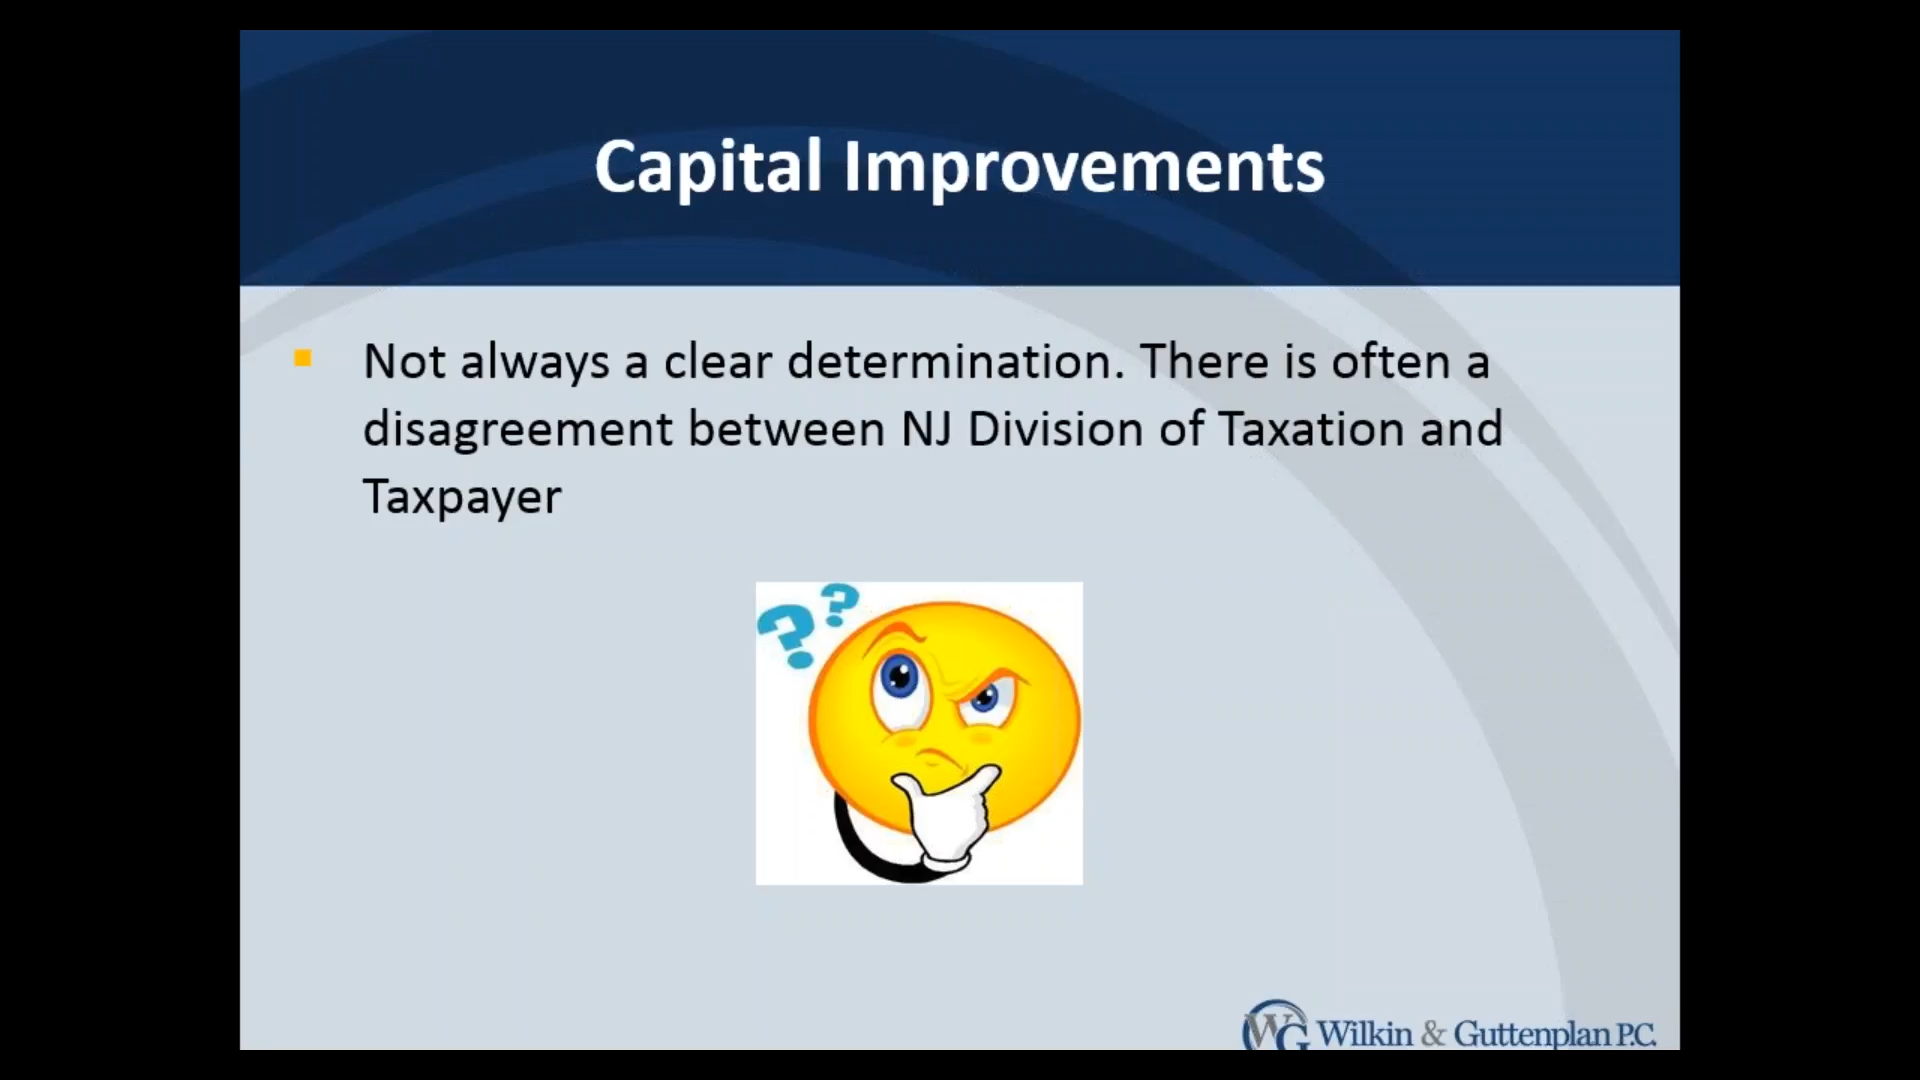 Capital Improvements
Not always a clear determination. There is often a
disagreement between NJ Division of Taxation and
Taxpayer
? ?
WG Wilkin & Guttenplan P.C.